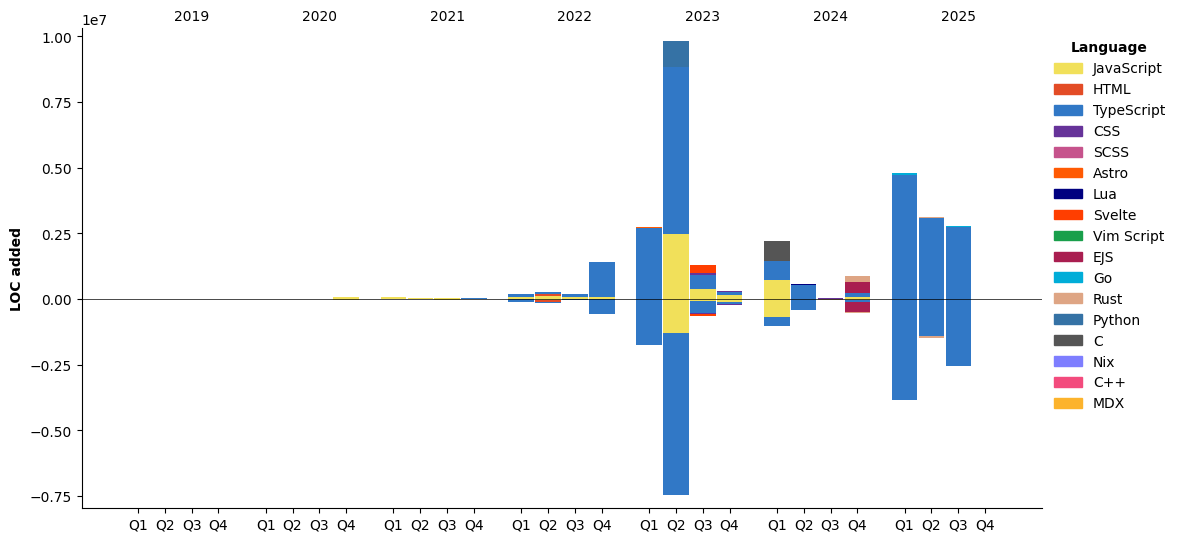 1e7
2019 2020 2021 2022 2023 2024 2025
LOC added
1.00
0.75
0.50
0.25
0.00
−0.25
−0.50
−0.75
Q1 Q2 Q3 Q4 Q1 Q2 Q3 Q4 Q1 Q2 Q3 Q4 Q1 Q2 Q3 Q4 Q1 Q2 Q3 Q4 Q1 Q2 Q3 Q4 Q1 Q2 Q3 Q4
Language
JavaScript
HTML
TypeScript
CSS
SCSS
Astro
Lua
Svelte
Vim Script
EJS
Go
Rust
Python
C
Nix
C++
MDX